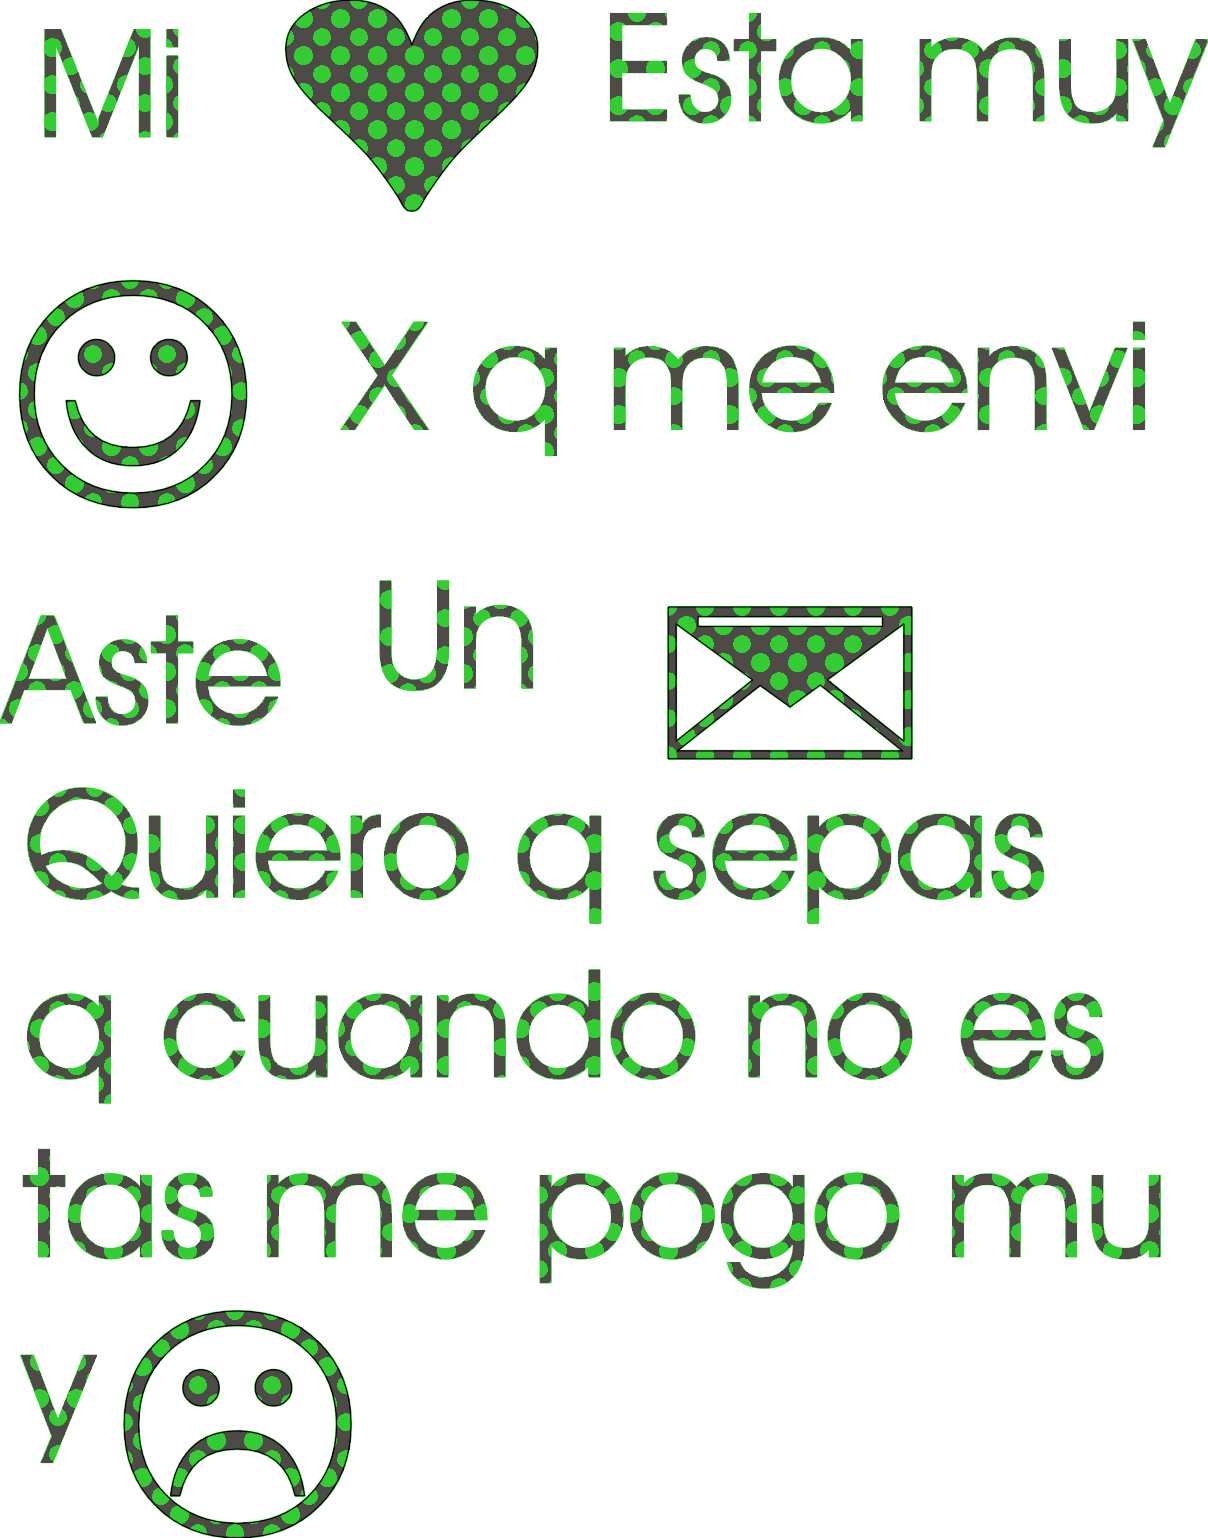 Mi Esta muy
X q me envi
Aste Un
Quiero q sepas
q cuando no es
tas me pogo mu
y